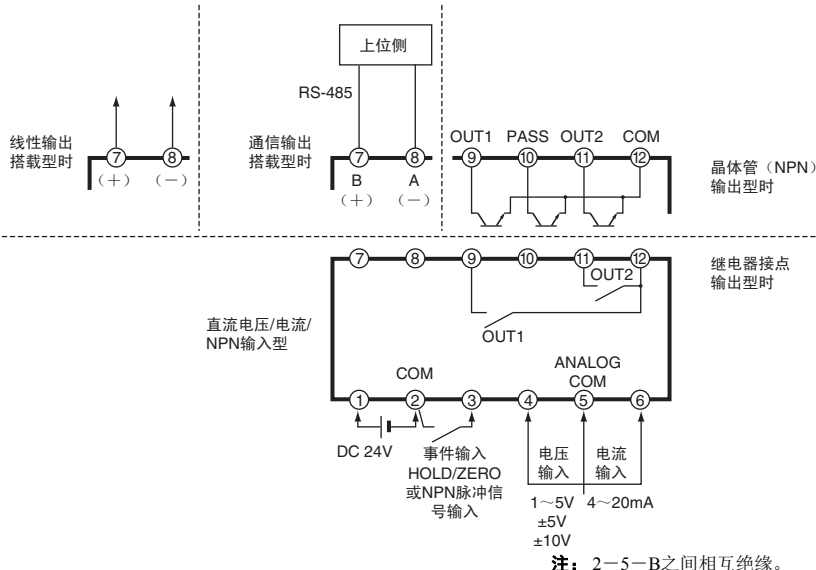 上位侧
RS-485
线性输出
搭载型时
⑦ ⑧
(+) (－)
通信输出
搭载型时
⑦ ⑧
B A
(+) (－)
OUT1 PASS OUT2 COM
⑨ ⑩ ⑪ ⑫
晶体管（NPN）
输出型时
⑦ ⑧ ⑨ ⑩ ⑪ ⑫
OUT2
OUT1
继电器接点
输出型时
直流电压/电流/
NPN输入型
COM
ANALOG
COM
① ② ③ ④ ⑤ ⑥
DC 24V
事件输入
HOLD/ZERO
或NPN脉冲信
号输入
电压
输入
电流
输入
1～5V
±5V
±10V
4～20mA
注：2－5－B之间相互绝缘。